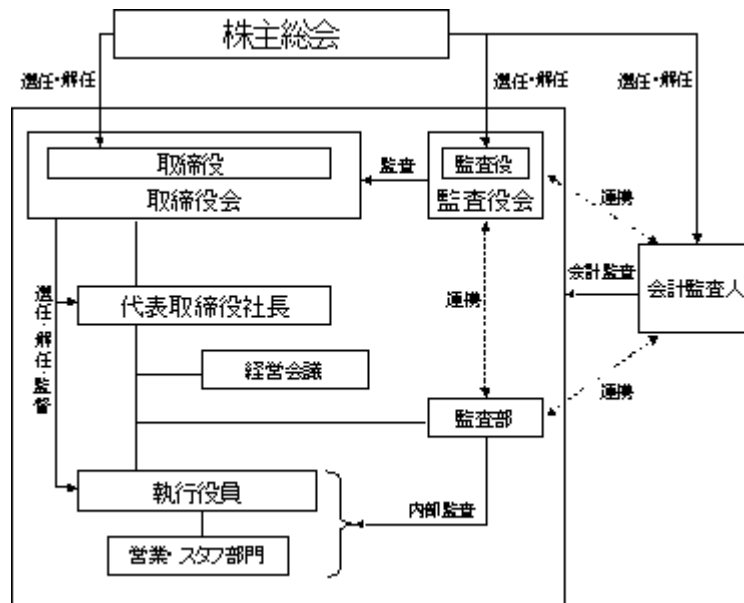 株主総会
選任・解任
選任・解任
選任・解任
取締役
取締役会
監査
監査役
監査役会
連携
会計監査
会計監査人
選任・解任・監督
代表取締役社長
連携
経営会議
連携
監査部
執行役員
内部監査
営業・スタフ部門